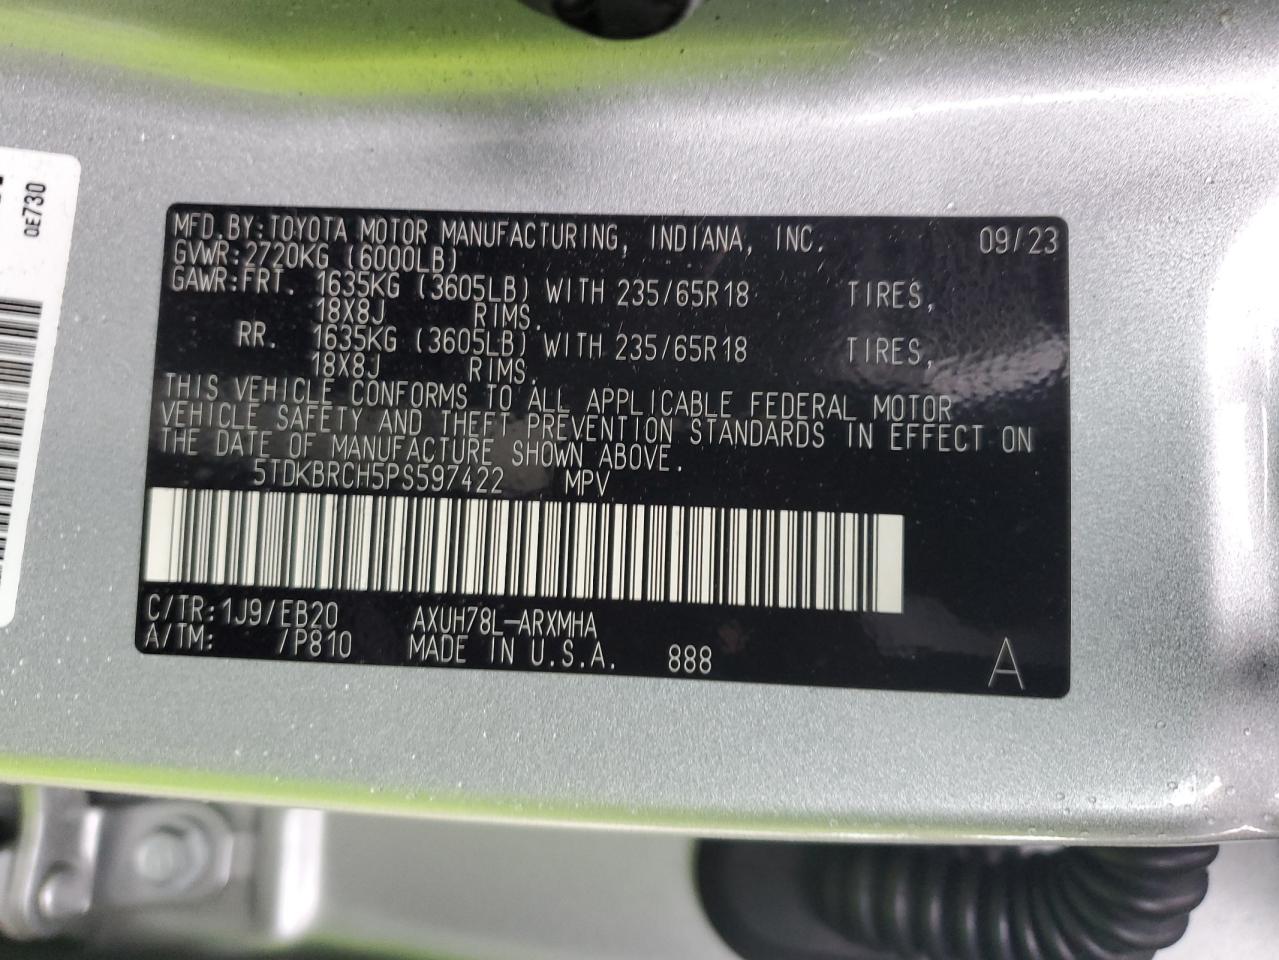 0E730
MFD.BY:TOYOTA MOTOR MANUFACTURING, INDIANA, INC. 09/23
GVWR:2720KG (6000LB)
GAWR:FRT. 1635KG (3605LB) WITH 235/65R18 TIRES,
18X8J RIMS.
RR. 1635KG (3605LB) WITH 235/65R18 TIRES,
18X8J RIMS.
THIS VEHICLE CONFORMS TO ALL APPLICABLE FEDERAL MOTOR
VEHICLE SAFETY AND THEFT PREVENTION STANDARDS IN EFFECT ON
THE DATE OF MANUFACTURE SHOWN ABOVE.
5TDKBRCH5PS597422 MPV
C/TR:1J9/EB20 AXUH78L-ARXMHA
A/TM: /P810 MADE IN U.S.A. 888 A